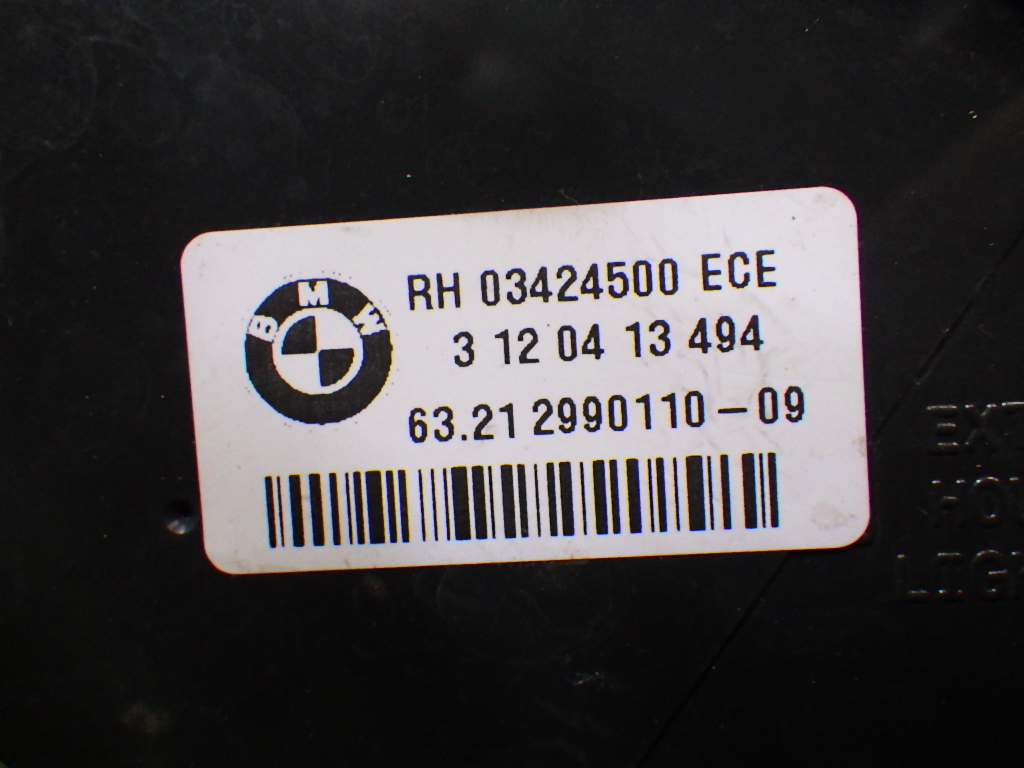 BMW
RH 03424500 ECE
3 12 04 13 494
63.21 2990110-09